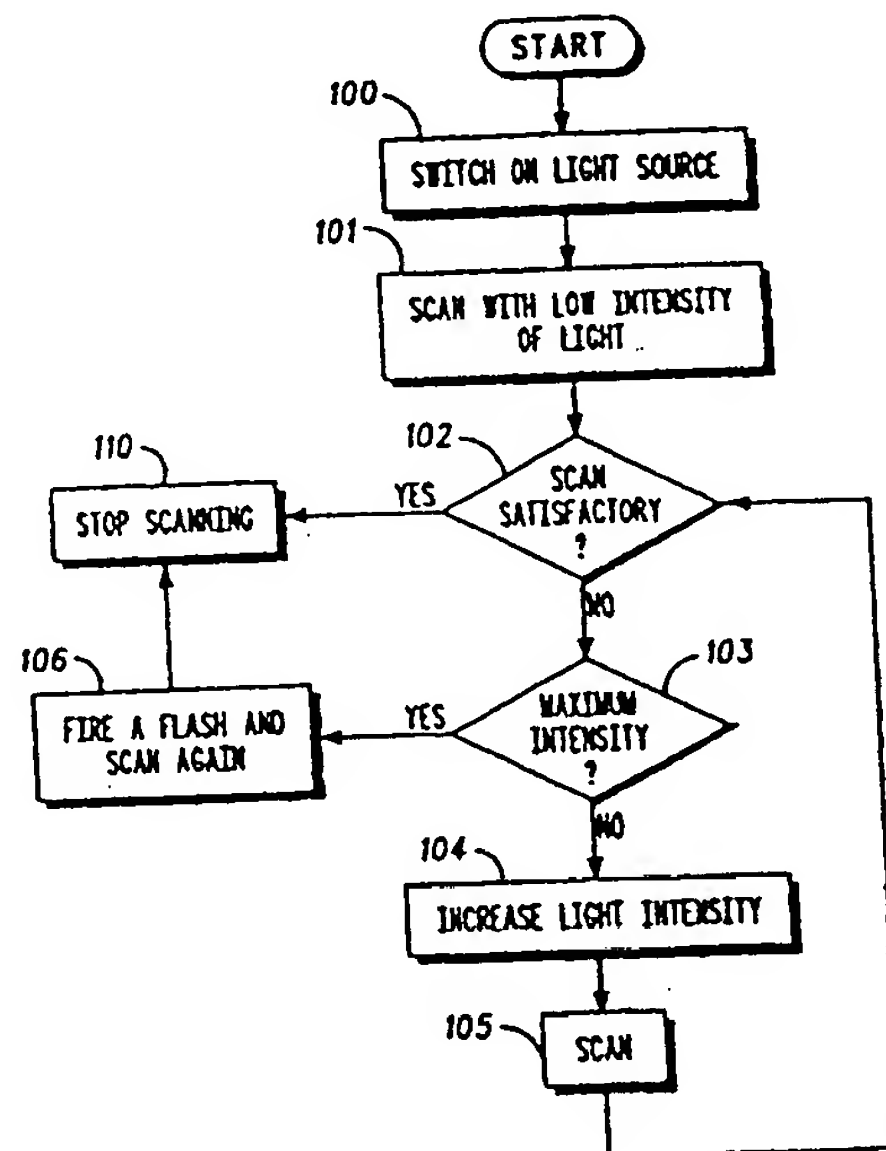 START
100
SWITCH ON LIGHT SOURCE
101
SCAN WITH LOW INTENSITY
OF LIGHT
102
SCAN
SATISFACTORY
?
YES
110
STOP SCANNING
NO
103
MAXIMUM
INTENSITY
?
YES
106
FIRE A FLASH AND
SCAN AGAIN
NO
104
INCREASE LIGHT INTENSITY
105
SCAN